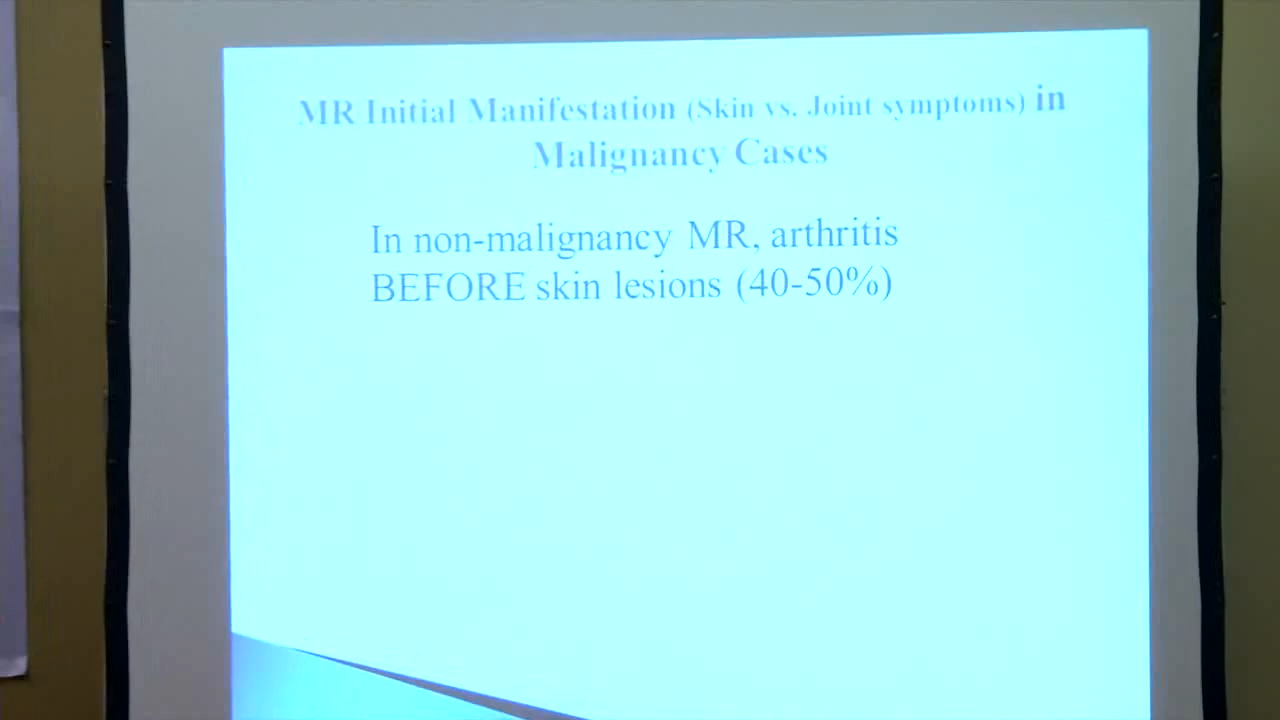 MR Initial Manifestation (Skin vs. Joint symptoms) in
Malignancy Cases
In non-malignancy MR, arthritis
BEFORE skin lesions (40-50%)